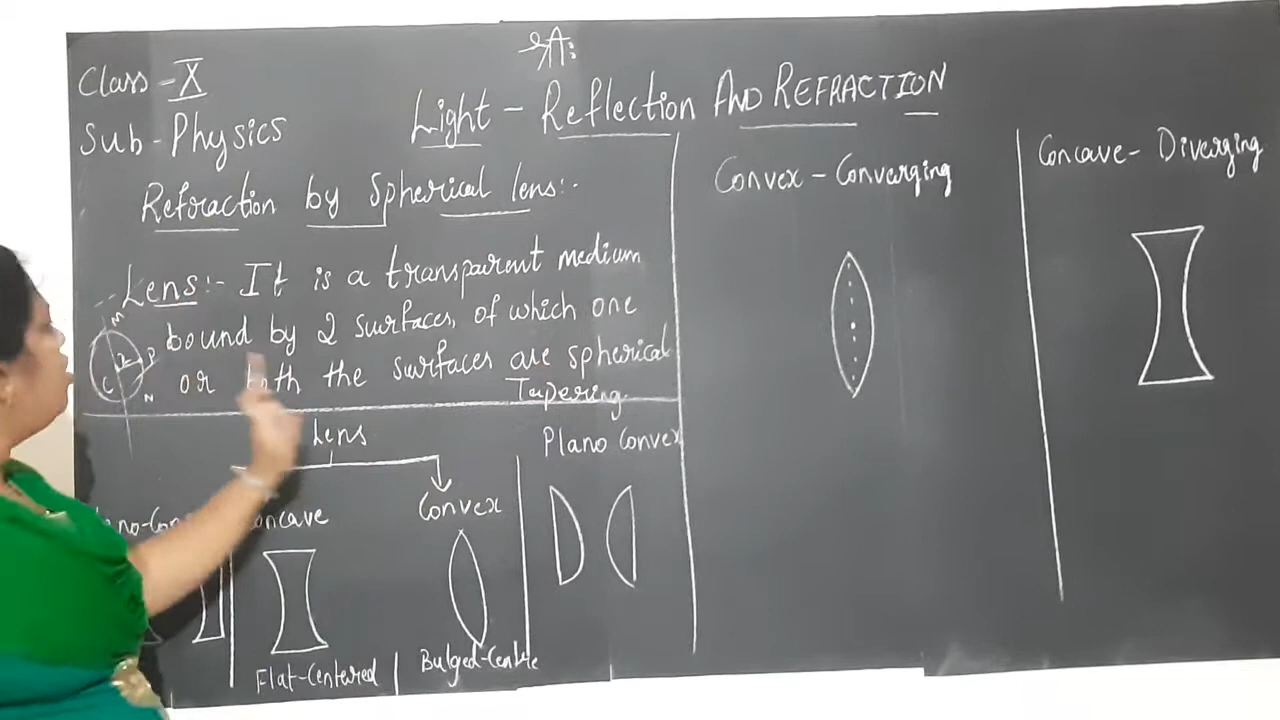 Class - X
Sub - Physics
Light - Reflection AND REFRACTION
Refraction by Spherical lens:-
Lens:- It is a transparent medium
bound by 2 surfaces, of which one
or both the surfaces are spherical
Tapering
M
P
C
N
Lens
Concave
Convex
Flat-Centered
Bulged-Centre
Plano Convex
Convex - Converging
Concave - Diverging